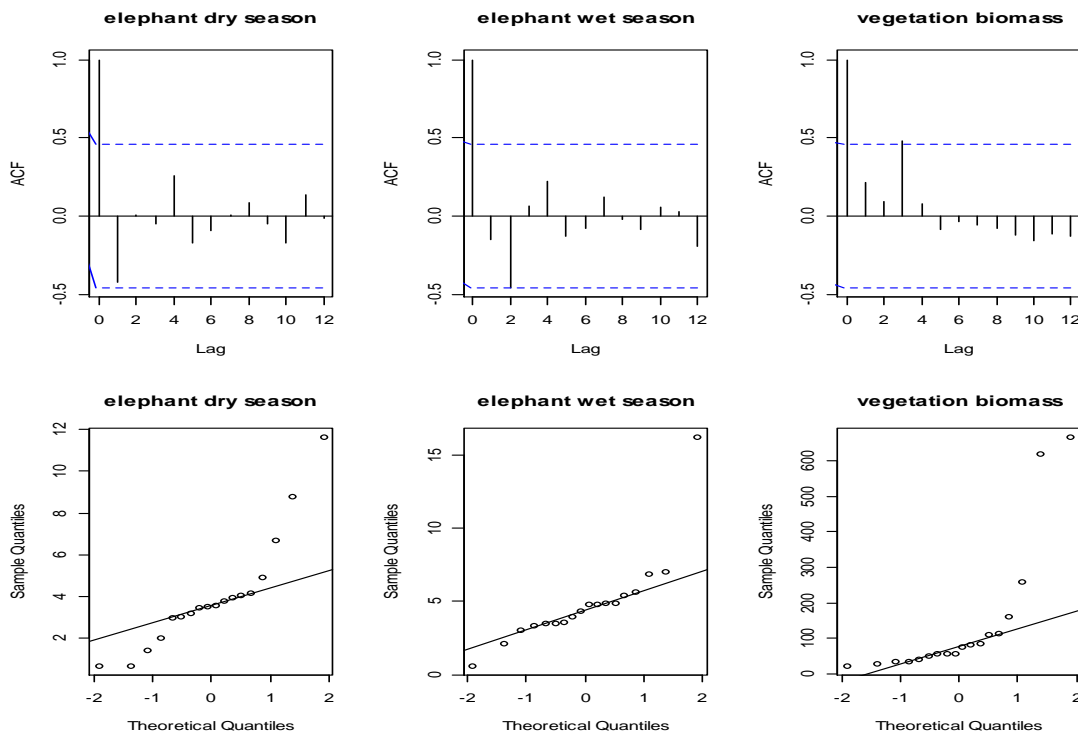 elephant dry season
elephant wet season
vegetation biomass
ACF
1.0
0.5
0.0
-0.5
0 2 4 6 8 10 12
Lag
ACF
1.0
0.5
0.0
-0.5
0 2 4 6 8 10 12
Lag
ACF
1.0
0.5
0.0
-0.5
0 2 4 6 8 10 12
Lag
elephant dry season
elephant wet season
vegetation biomass
Sample Quantiles
12
10
8
6
4
2
-2 -1 0 1 2
Theoretical Quantiles
Sample Quantiles
15
10
5
0
-2 -1 0 1 2
Theoretical Quantiles
Sample Quantiles
600
500
400
300
200
100
0
-2 -1 0 1 2
Theoretical Quantiles